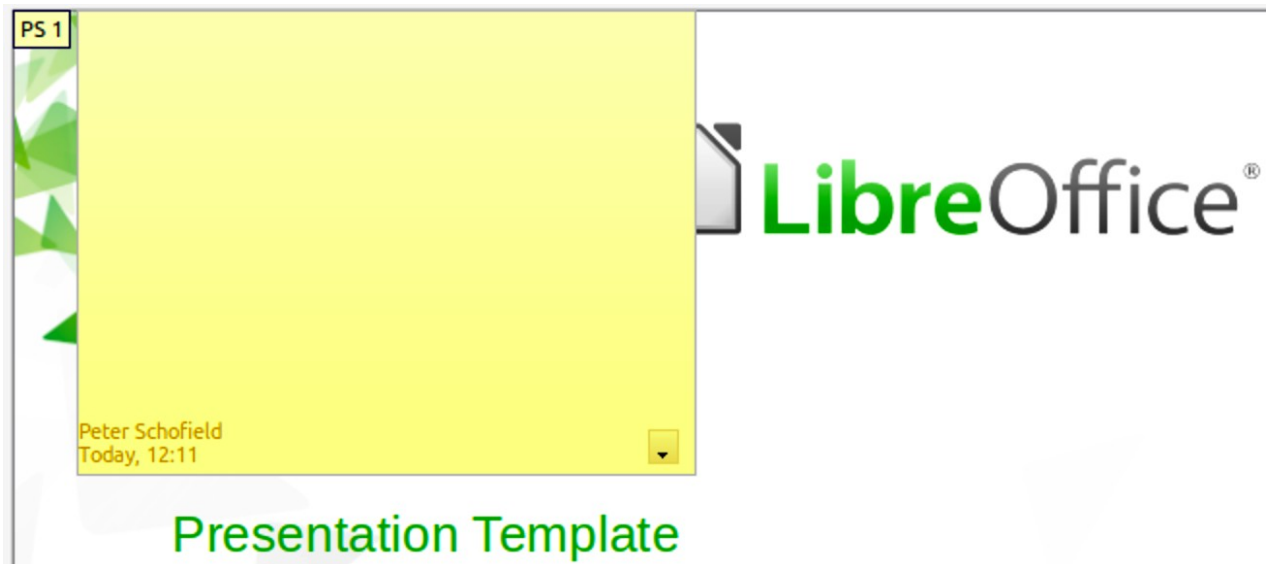 PS 1
LibreOffice®
Peter Schofield
Today, 12:11
Presentation Template